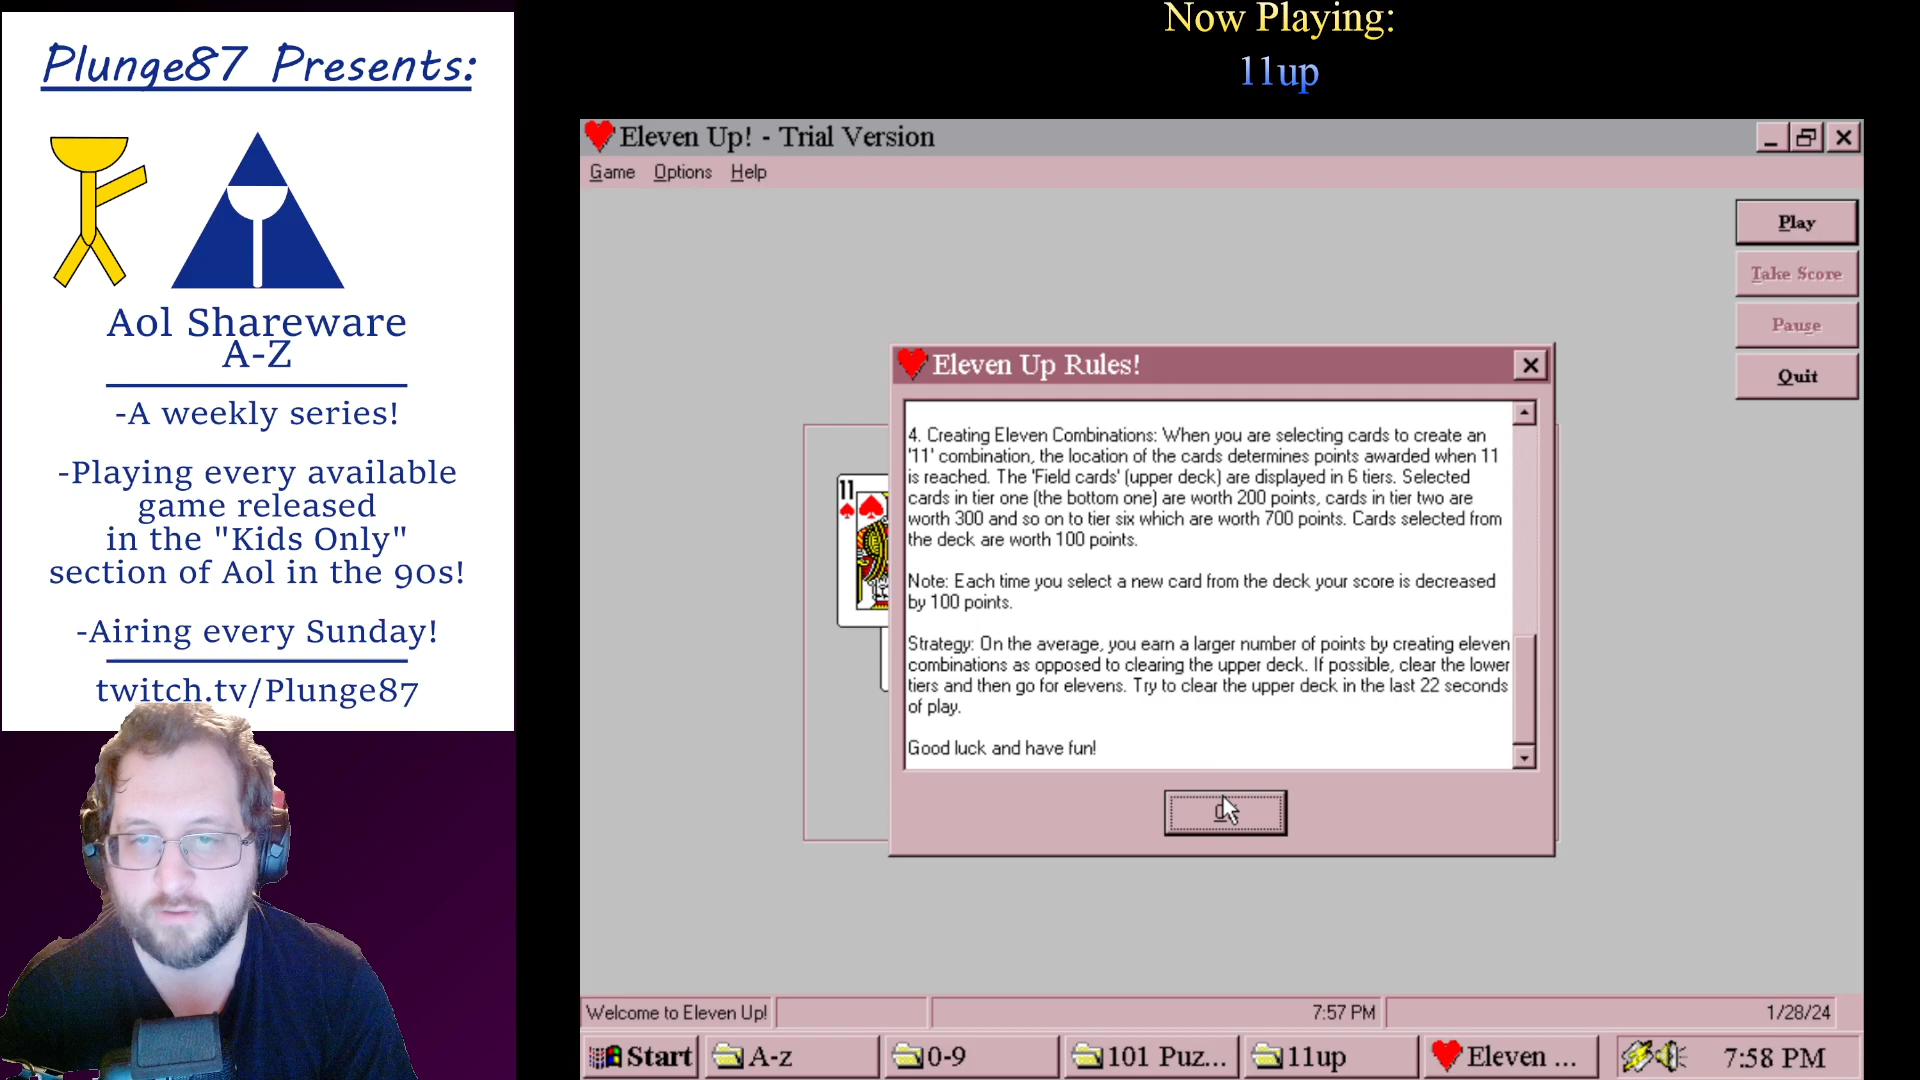 Plunge87 Presents:
Aol Shareware
A-Z
-A weekly series!
-Playing every available
game released
in the "Kids Only"
section of Aol in the 90s!
-Airing every Sunday!
twitch.tv/Plunge87
Now Playing:
11up
Eleven Up! - Trial Version
Game Options Help
Play
Take Score
Pause
Quit
11
Eleven Up Rules!
4. Creating Eleven Combinations: When you are selecting cards to create an
'11' combination, the location of the cards determines points awarded when 11
is reached. The 'Field cards' (upper deck) are displayed in 6 tiers. Selected
cards in tier one (the bottom one) are worth 200 points, cards in tier two are
worth 300 and so on to tier six which are worth 700 points. Cards selected from
the deck are worth 100 points.
Note: Each time you select a new card from the deck your score is decreased
by 100 points.
Strategy: On the average, you earn a larger number of points by creating eleven
combinations as opposed to clearing the upper deck. If possible, clear the lower
tiers and then go for elevens. Try to clear the upper deck in the last 22 seconds
of play.
Good luck and have fun!
Welcome to Eleven Up! 7:57 PM 1/28/24
Start A-z 0-9 101 Puz... 11up Eleven ... 7:58 PM